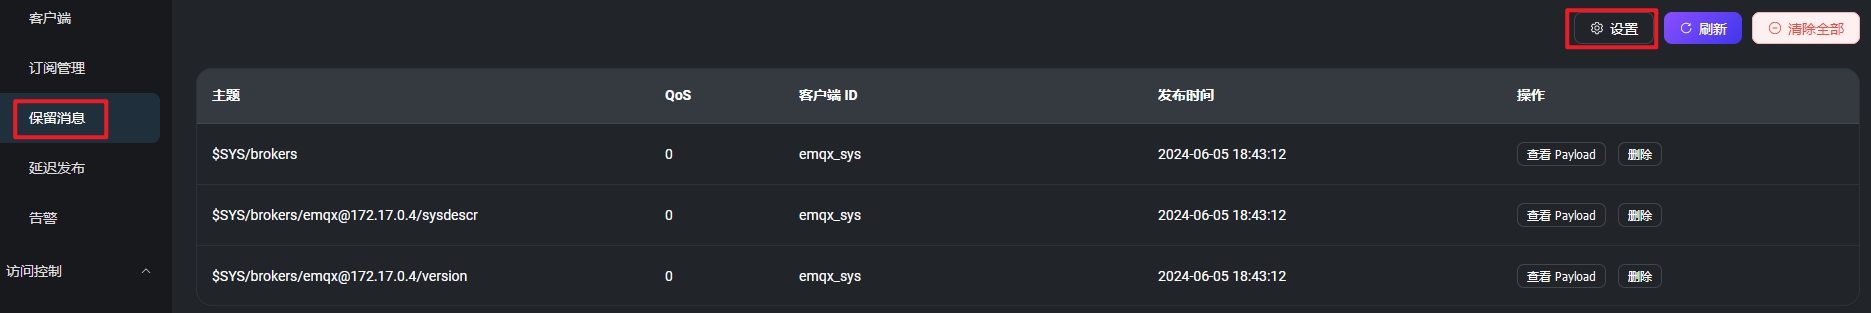 客户端
订阅管理
保留消息
延迟发布
告警
访问控制
设置 刷新 清除全部
主题 QoS 客户端 ID 发布时间 操作
$SYS/brokers 0 emqx_sys 2024-06-05 18:43:12 查看 Payload 删除
$SYS/brokers/emqx@172.17.0.4/sysdescr 0 emqx_sys 2024-06-05 18:43:12 查看 Payload 删除
$SYS/brokers/emqx@172.17.0.4/version 0 emqx_sys 2024-06-05 18:43:12 查看 Payload 删除